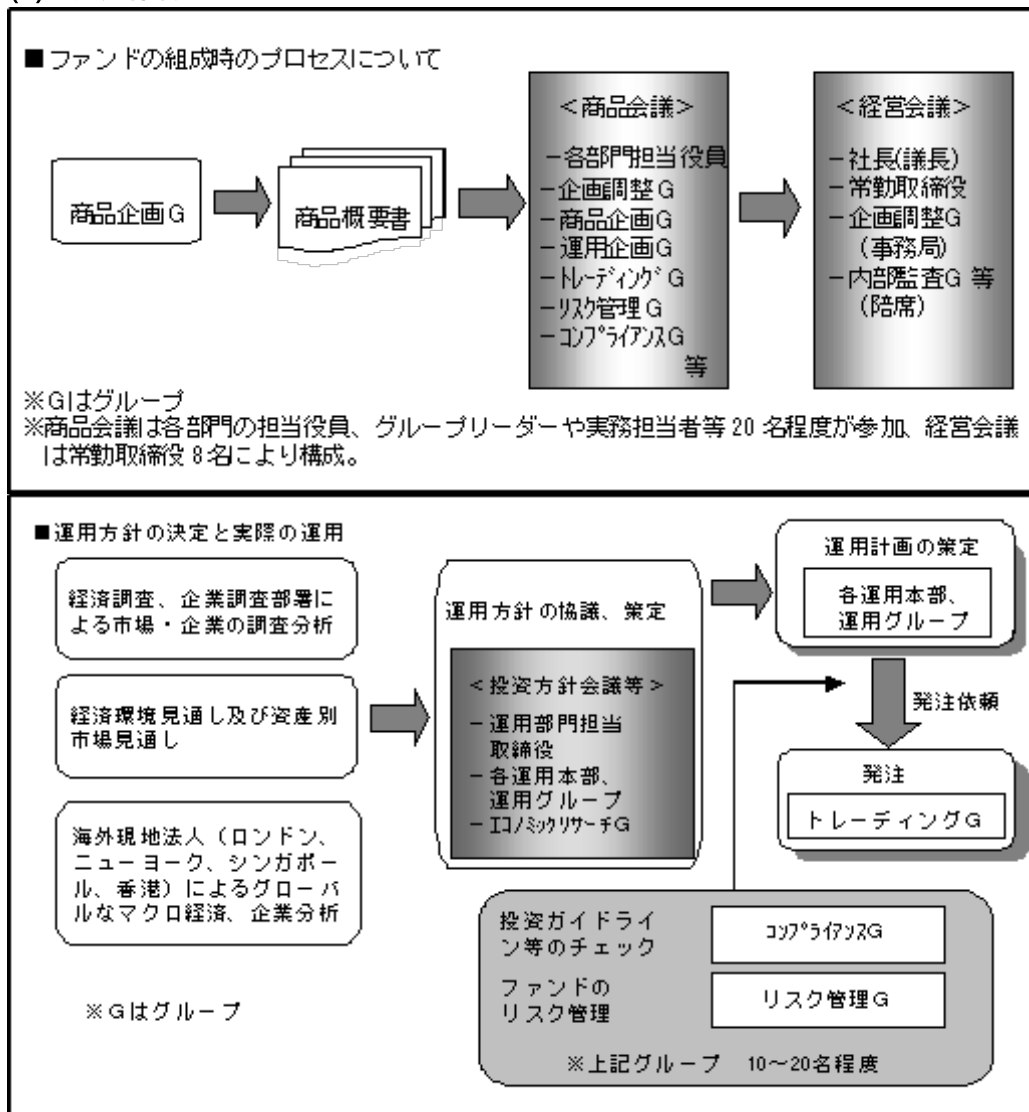 ■ファンドの組成時のプロセスについて
商品企画G
商品概要書
＜商品会議＞
－各部門担当役員
－企画調整G
－商品企画G
－運用企画G
－ﾄﾚｰﾃﾞｨﾝｸﾞG
－ﾘｽｸ管理G
－ｺﾝﾌﾟﾗｲｱﾝｽG
等
＜経営会議＞
－社長(議長)
－常勤取締役
－企画調整G
（事務局）
－内部監査G 等
（陪席）
※Gはグループ
※商品会議は各部門の担当役員、グループリーダーや実務担当者等20名程度が参加、経営会議
は常勤取締役8名により構成。
■運用方針の決定と実際の運用
経済調査、企業調査部署に
よる市場・企業の調査分析
経済環境見通し及び資産別
市場見通し
海外現地法人（ロンドン、
ニューヨーク、シンガポー
ル、香港）によるグローバ
ルなマクロ経済、企業分析
※Gはグループ
運用方針の協議、策定
＜投資方針会議等＞
－運用部門担当
取締役
－各運用本部、
運用グループ
－ｴｺﾉﾐｯｸﾘｻｰﾁG
運用計画の策定
各運用本部、
運用グループ
発注依頼
発注
トレーディングG
投資ガイドライ
ン等のチェック
ｺﾝﾌﾟﾗｲｱﾝｽG
ファンドの
リスク管理
リスク管理G
※上記グループ　10～20名程度